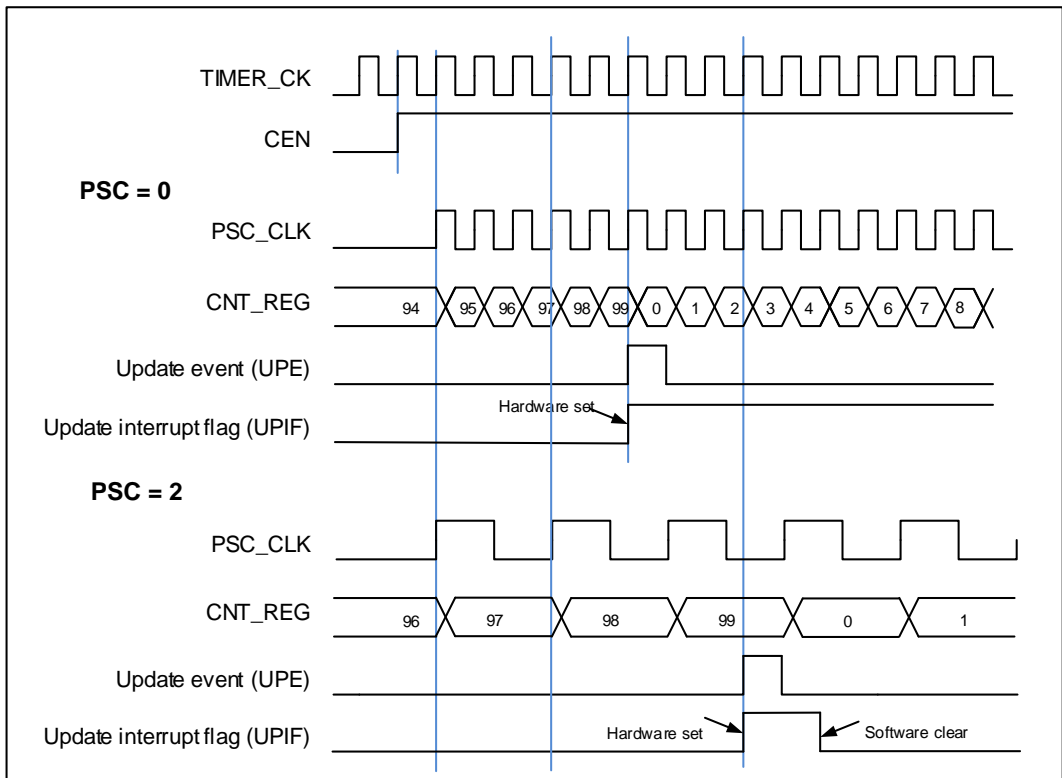 TIMER_CK
CEN
PSC = 0
PSC_CLK
CNT_REG 94 95 96 97 98 99 0 1 2 3 4 5 6 7 8
Update event (UPE)
Hardware set
Update interrupt flag (UPIF)
PSC = 2
PSC_CLK
CNT_REG 96 97 98 99 0 1
Update event (UPE)
Update interrupt flag (UPIF) Hardware set Software clear